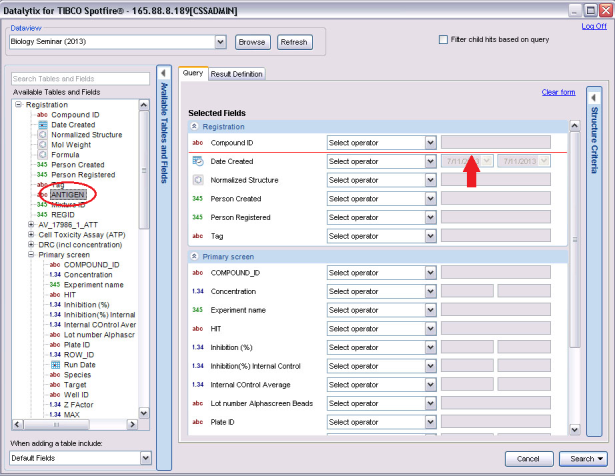 Datalytix for TIBCO Spotfire® - 165.88.8.189[CSSADMIN]
Log Off
Dataview
Biology Seminar (2013)
Browse
Refresh
Filter child hits based on query
Search Tables and Fields
Available Tables and Fields
Registration
abc Compound ID
Date Created
Normalized Structure
Mol Weight
Formula
345 Person Created
345 Person Registered
abc Tag
abc ANTIGEN
345 Mixture ID
345 REGID
AV_17986_1_ATT
Cell Toxicity Assay (ATP)
DRC (incl concentration)
Primary screen
abc COMPOUND_ID
1.34 Concentration
345 Experiment name
abc HIT
1.34 Inhibition (%)
1.34 Inhibition(%) Internal
1.34 Internal COntrol Aver
abc Lot number Alphascr
abc Plate ID
1.34 ROW_ID
Run Date
abc Species
abc Target
abc Well ID
1.34 Z FActor
1.34 MAX
When adding a table include:
Default Fields
Available Tables and Fields
Query
Result Definition
Clear form
Selected Fields
Registration
abc Compound ID Select operator
Date Created Select operator 7/11/2013 7/11/2013
Normalized Structure Select operator
345 Person Created Select operator
345 Person Registered Select operator
abc Tag Select operator
Primary screen
abc COMPOUND_ID Select operator
1.34 Concentration Select operator
345 Experiment name Select operator
abc HIT Select operator
1.34 Inhibition (%) Select operator
1.34 Inhibition(%) Internal Control Select operator
1.34 Internal COntrol Average Select operator
abc Lot number Alphascreen Beads Select operator
abc Plate ID Select operator
Structure Criteria
Cancel
Search